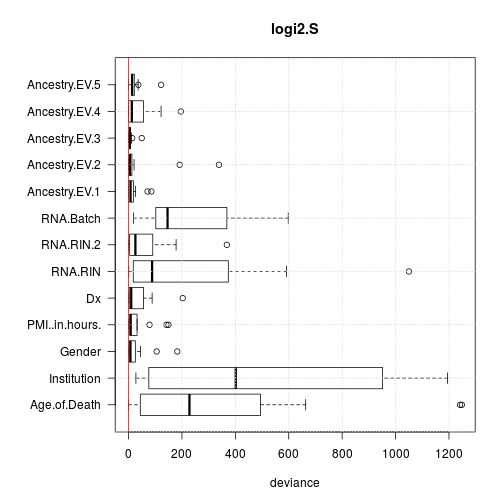 logi2.S
Ancestry.EV.5
Ancestry.EV.4
Ancestry.EV.3
Ancestry.EV.2
Ancestry.EV.1
RNA.Batch
RNA.RIN.2
RNA.RIN
Dx
PMI..in.hours.
Gender
Institution
Age.of.Death
0 200 400 600 800 1000 1200
deviance